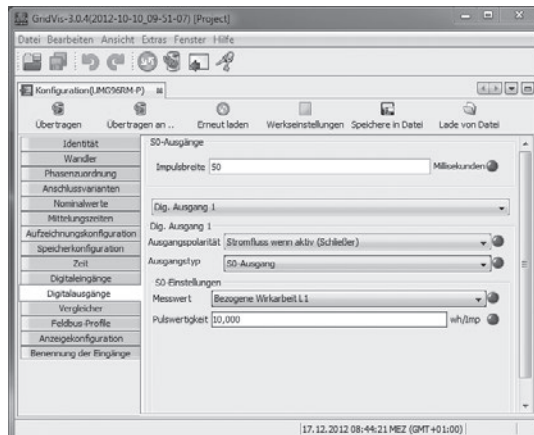 GridVis-3.0.4(2012-10-10_09-51-07) [Project]
Datei Bearbeiten Ansicht Extras Fenster Hilfe
Konfiguration(UMG96RM-P)
Übertragen Übertragen an .. Erneut laden Werkseinstellungen Speichere in Datei Lade von Datei
Identität
Wandler
Phasenzuordnung
Anschlussvarianten
Nominalwerte
Mittelungszeiten
Aufzeichnungskonfiguration
Speicherkonfiguration
Zeit
Digitaleingänge
Digitalausgänge
Vergleicher
Feldbus-Profile
Anzeigekonfiguration
Benennung der Eingänge
S0-Ausgänge
Impulsbreite 50 Millisekunden
Dig. Ausgang 1
Dig. Ausgang 1
Ausgangspolarität Stromfluss wenn aktiv (Schließer)
Ausgangstyp S0-Ausgang
S0-Einstellungen
Messwert Bezogene Wirkarbeit L1
Pulswertigkeit 10,000 wh/Imp
17.12.2012 08:44:21 MEZ (GMT+01:00)